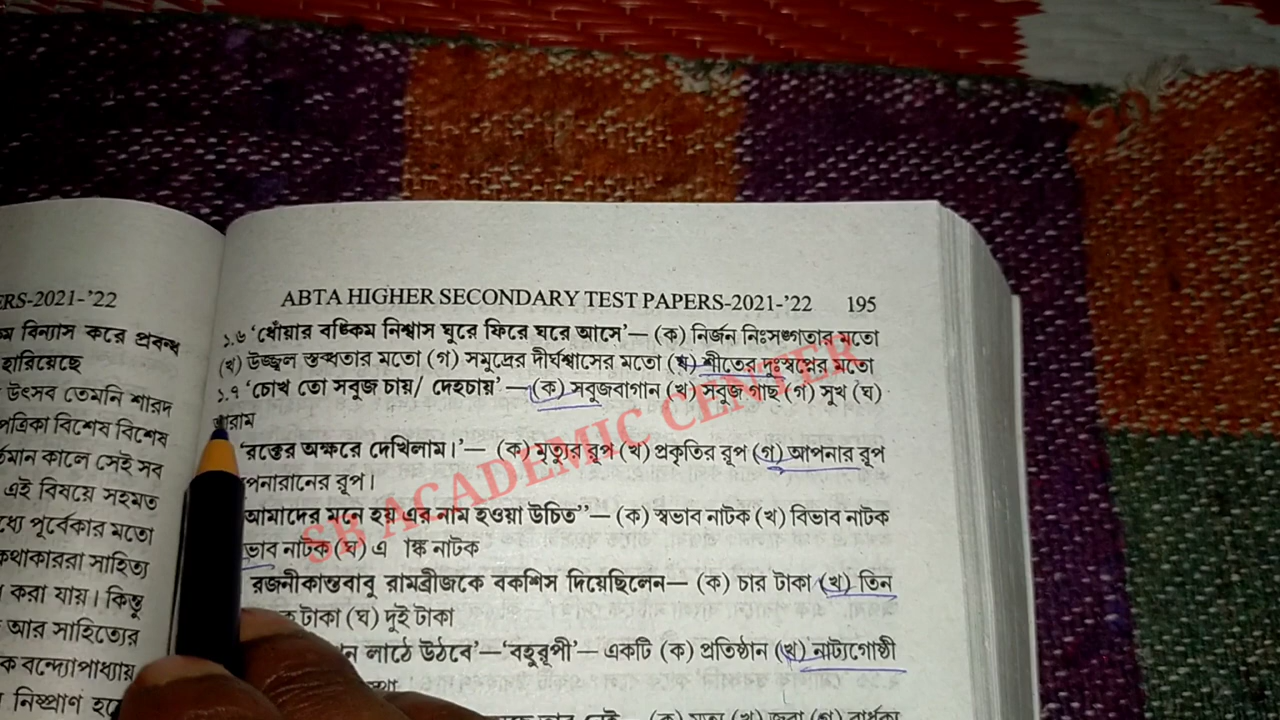 ERS-2021-’22
ম বিন্যাস করে প্রবন্ধ
হারিয়েছে
উৎসব তেমনি শারদ
পত্রিকা বিশেষ বিশেষ
র্তমান কালে সেই সব
এই বিষয়ে সহমত
ধ্যে পূর্বেকার মতো
কথাকাররা সাহিত্য
করা যায়। কিন্তু
আর সাহিত্যের
ক বন্দ্যোপাধ্যায়
নিষ্প্রাণ
ABTA HIGHER SECONDARY TEST PAPERS-2021-’22 195
১.৬ ‘ধোঁয়ার বঙ্কিম নিশ্বাস ঘুরে ফিরে ঘরে আসে’— (ক) নির্জন নিঃসঙ্গতার মতো
(খ) উজ্জ্বল স্তব্ধতার মতো (গ) সমুদ্রের দীর্ঘশ্বাসের মতো (ঘ) শীতের দুঃস্বপ্নের মতো
১.৭ ‘চোখ তো সবুজ চায়/ দেহচায়’— (ক) সবুজবাগান (খ) সবুজ গাছ (গ) সুখ (ঘ)
আরাম
‘রক্তের অক্ষরে দেখিলাম।’— (ক) মৃত্যুর রূপ (খ) প্রকৃতির রূপ (গ) আপনার রূপ
পনারানের রূপ।
আমাদের মনে হয় এর নাম হওয়া উচিত”— (ক) স্বভাব নাটক (খ) বিভাব নাটক
ভাব নাটক (ঘ) এ ঙ্ক নাটক
রজনীকান্তবাবু রামব্রীজকে বকশিস দিয়েছিলেন— (ক) চার টাকা (খ) তিন
ক টাকা (ঘ) দুই টাকা
ন লাঠে উঠবে’—‘বহুরূপী’— একটি (ক) প্রতিষ্ঠান (খ) নাট্যগোষ্ঠী
SB ACADEMIC CENTER